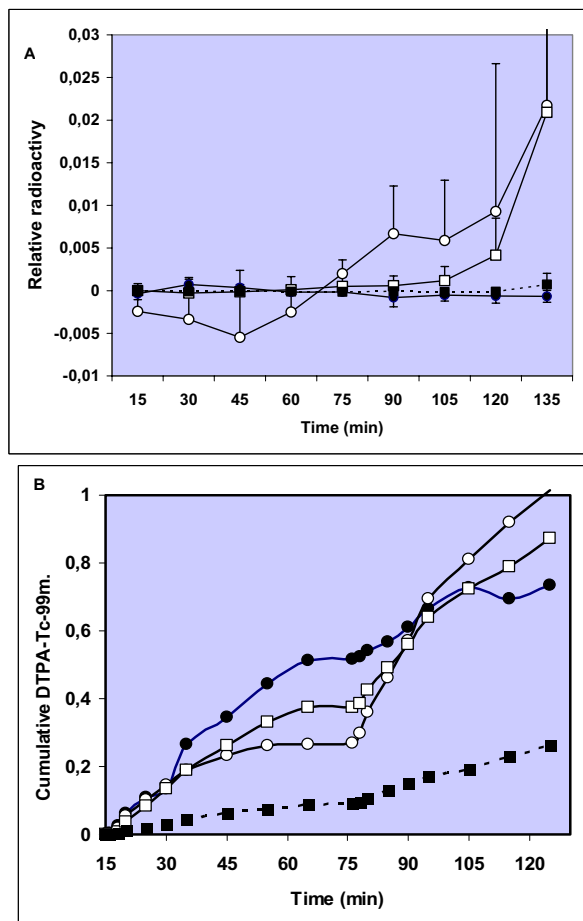 A
0,03
0,025
0,02
0,015
0,01
0,005
0
-0,005
-0,01
Relative radioactivy
15 30 45 60 75 90 105 120 135
Time (min)
B
1
0,8
0,6
0,4
0,2
0
Cumulative DTPA-Tc-99m.
15 30 45 60 75 90 105 120
Time (min)